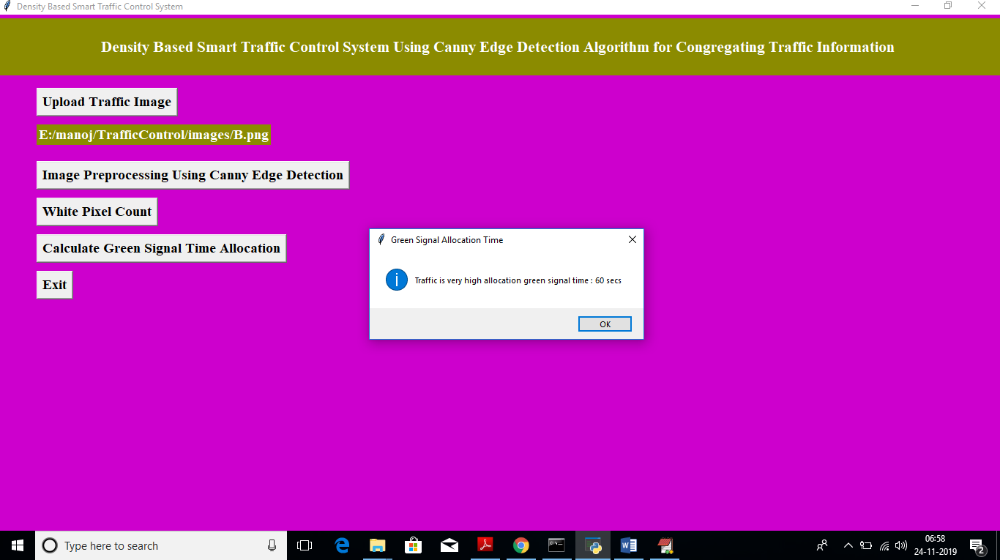 Density Based Smart Traffic Control System
Density Based Smart Traffic Control System Using Canny Edge Detection Algorithm for Congregating Traffic Information
Upload Traffic Image
E:/manoj/TrafficControl/images/B.png
Image Preprocessing Using Canny Edge Detection
White Pixel Count
Calculate Green Signal Time Allocation
Exit
Green Signal Allocation Time
Traffic is very high allocation green signal time : 60 secs
OK
Type here to search
06:58
24-11-2019
2